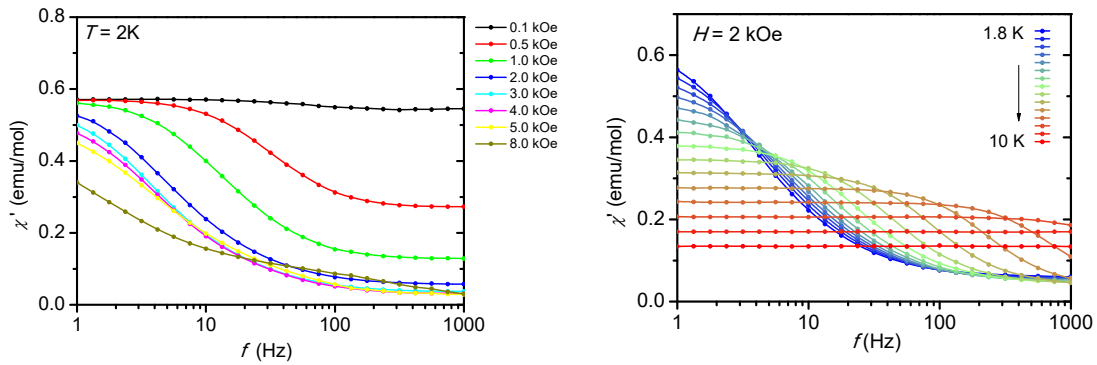 T = 2K
0.1 kOe
0.5 kOe
1.0 kOe
2.0 kOe
3.0 kOe
4.0 kOe
5.0 kOe
8.0 kOe
0.8
0.6
0.4
0.2
0.0
χ' (emu/mol)
1
10
100
1000
f (Hz)
H = 2 kOe
1.8 K
10 K
0.6
0.4
0.2
0.0
χ' (emu/mol)
1
10
100
1000
f (Hz)